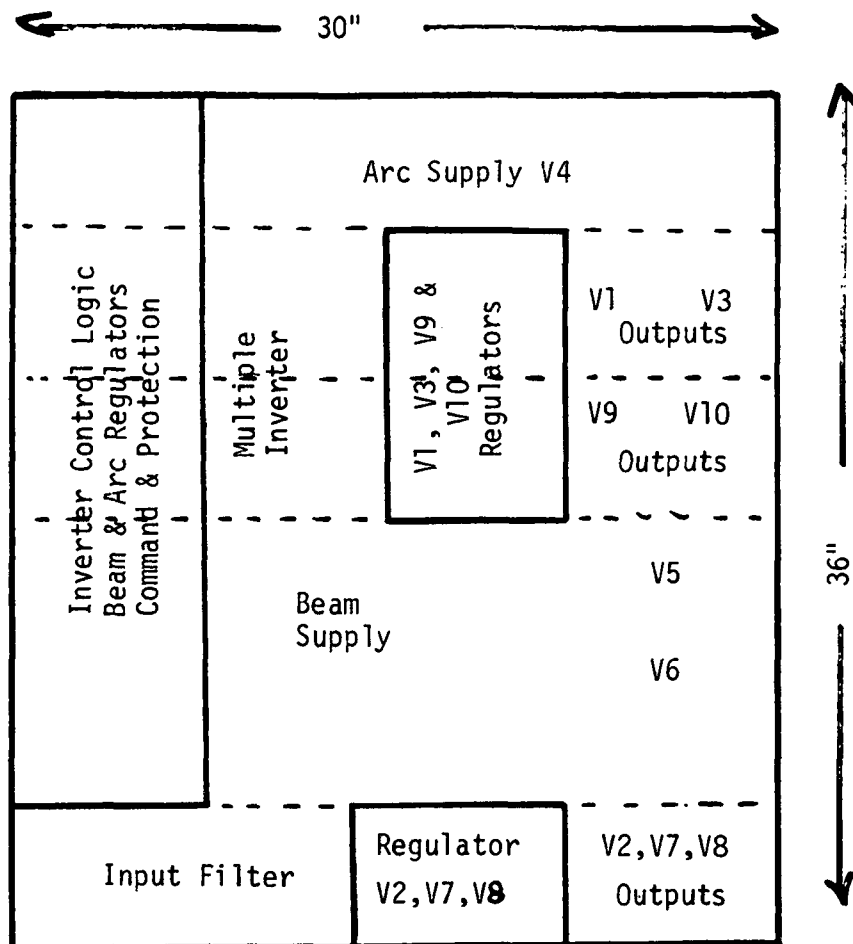 30"
Arc Supply V4
Inverter Control Logic
Beam & Arc Regulators
Command & Protection
Multiple
Inverter
V1, V3, V9 &
V10
Regulators
V1 V3
Outputs
V9 V10
Outputs
36"
Beam
Supply
V5
V6
Input Filter
Regulator
V2,V7,V8
V2,V7,V8
Outputs